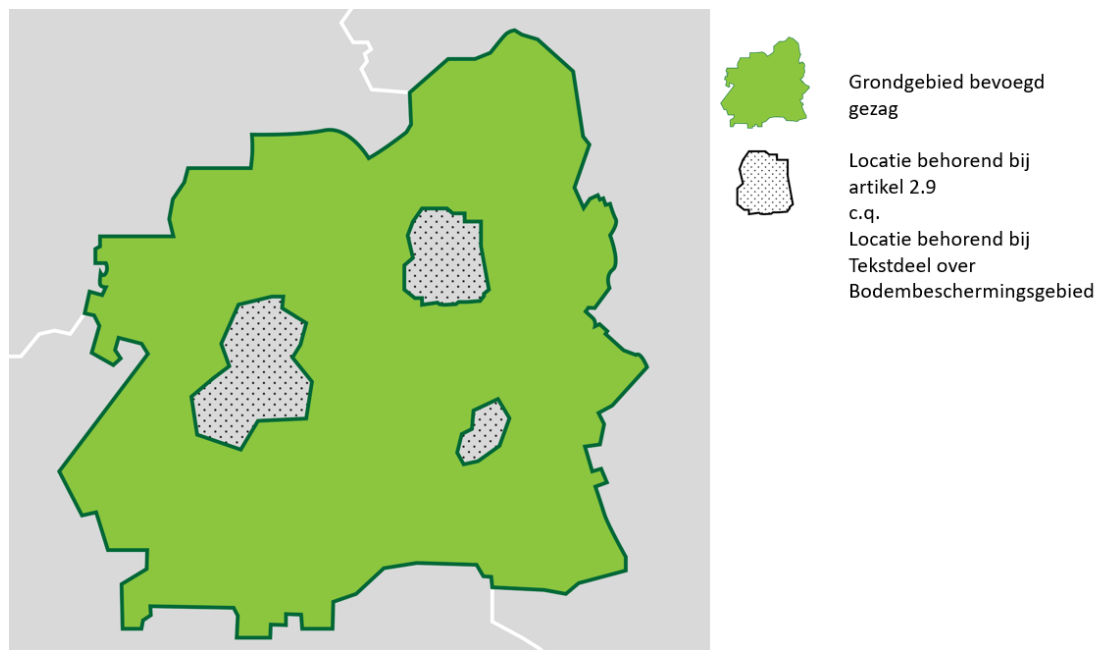 Grondgebied bevoegd
gezag
Locatie behorend bij
artikel 2.9
c.q.
Locatie behorend bij
Tekstdeel over
Bodembeschermingsgebied